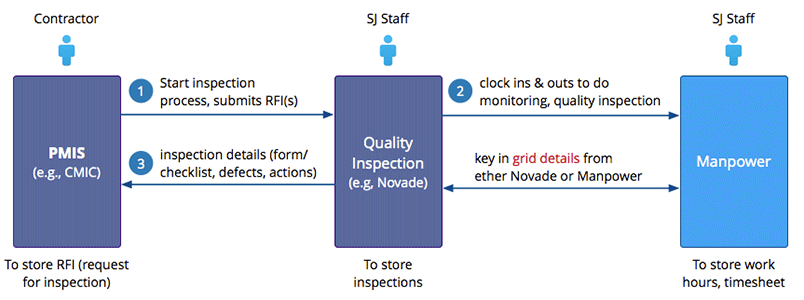 Contractor
SJ Staff
SJ Staff
1
Start inspection
process, submits RFI(s)
2
clock ins & outs to do
monitoring, quality inspection
PMIS
(e.g., CMIC)
3
inspection details (form/
checklist, defects, actions)
Quality
Inspection
(e.g, Novade)
key in grid details from
ether Novade or Manpower
Manpower
To store RFI (request
for inspection)
To store
inspections
To store work
hours, timesheet